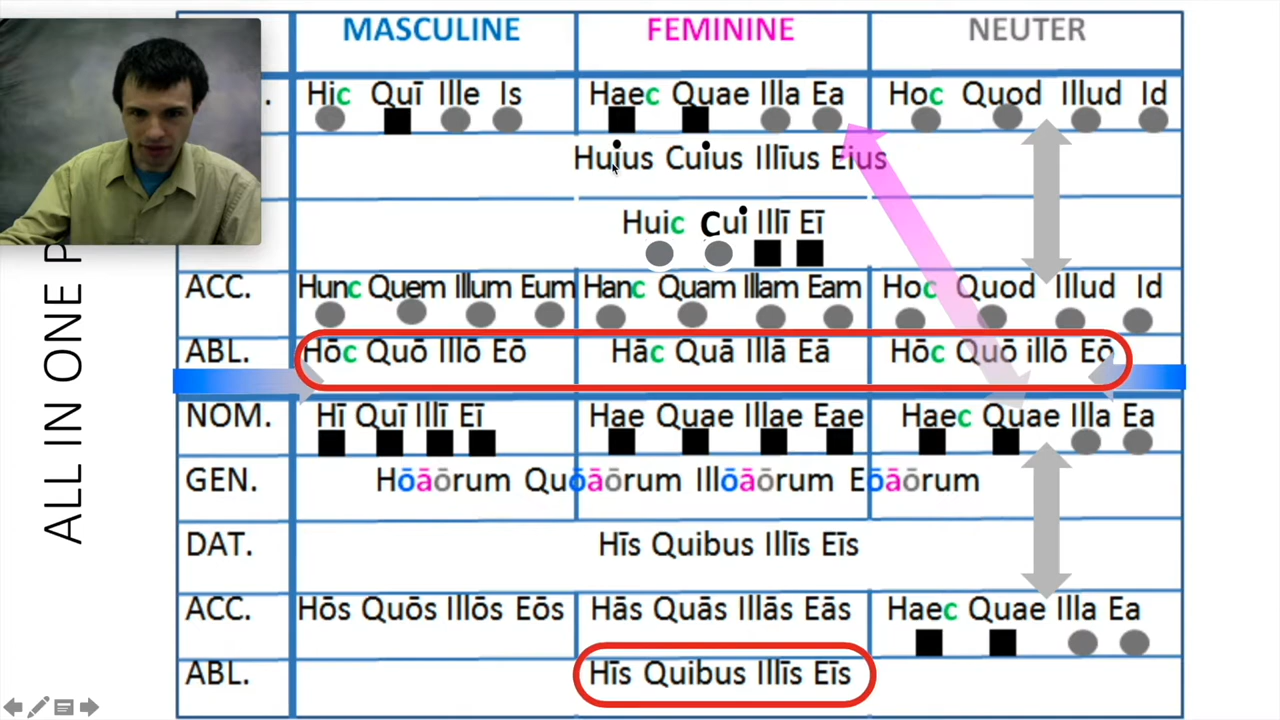 MASCULINE FEMININE NEUTER
. Hic Quī Ille Is Haec Quae Illa Ea Hoc Quod Illud Id
Huius Cuius Illīus Eius
Huic Cui Illī Eī
ACC. Hunc Quem Illum Eum Hanc Quam Illam Eam Hoc Quod Illud Id
ABL. Hōc Quō Illō Eō Hāc Quā Illā Eā Hōc Quō illō Eō
NOM. Hī Quī Illī Eī Hae Quae Illae Eae Haec Quae Illa Ea
GEN. Hōāōrum Quōāōrum Illōāōrum Eōāōrum
DAT. Hīs Quibus Illīs Eīs
ACC. Hōs Quōs Illōs Eōs Hās Quās Illās Eās Haec Quae Illa Ea
ABL. Hīs Quibus Illīs Eīs
ALL IN ONE P